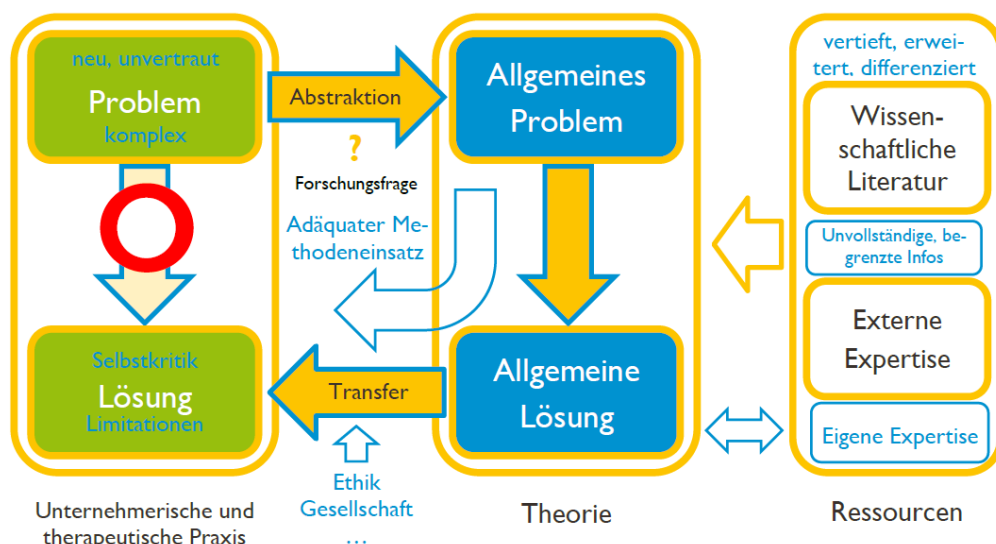 neu, unvertraut
Problem
komplex
Abstraktion
?
Forschungsfrage
Adäquater Me-
thodeneinsatz
Selbstkritik
Lösung
Limitationen
Transfer
Ethik
Gesellschaft
...
Unternehmerische und
therapeutische Praxis
Allgemeines
Problem
Allgemeine
Lösung
Theorie
vertieft, erwei-
tert, differenziert
Wissen-
schaftliche
Literatur
Unvollständige, be-
grenzte Infos
Externe
Expertise
Eigene Expertise
Ressourcen